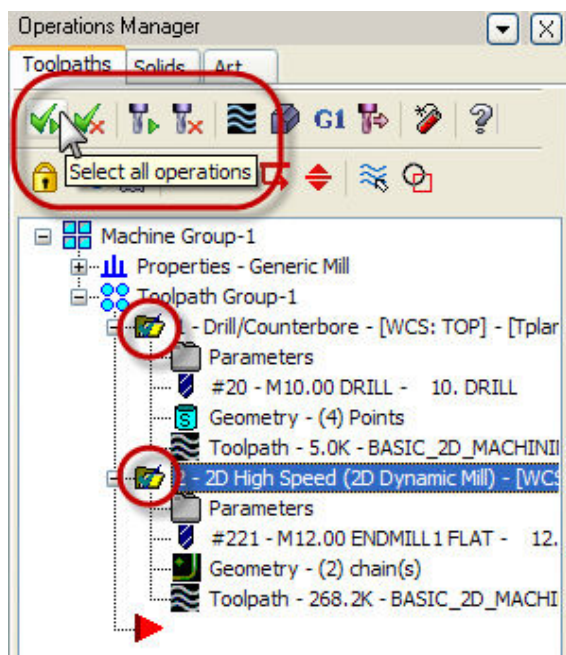 Operations Manager
Toolpaths Solids Art
G1
Select all operations
Machine Group-1
Properties - Generic Mill
Toolpath Group-1
1 - Drill/Counterbore - [WCS: TOP] - [Tplan
Parameters
#20 - M10.00 DRILL - 10. DRILL
Geometry - (4) Points
Toolpath - 5.0K - BASIC_2D_MACHINI
2 - 2D High Speed (2D Dynamic Mill) - [WCS
Parameters
#221 - M12.00 ENDMILL1 FLAT - 12.
Geometry - (2) chain(s)
Toolpath - 268.2K - BASIC_2D_MACHI